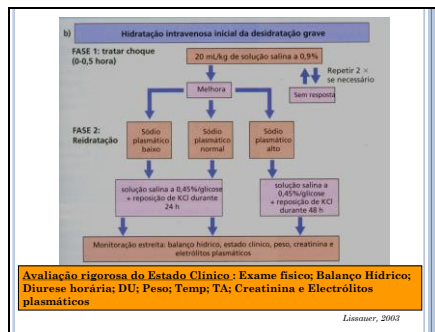 b) Hidratação intravenosa inicial da desidratação grave
FASE 1: tratar choque
(0-0,5 hora)
20 mL/kg de solução salina a 0,9%
Repetir 2 ×
se necessário
Melhora
Sem resposta
FASE 2:
Reidratação
Sódio
plasmático
baixo
Sódio
plasmático
normal
Sódio
plasmático
alto
solução salina a
0,45%/glicose
+ reposição de KCl durante
24 h
solução salina a
0,45%/glicose
+ reposição de KCl
durante 48 h
Monitoração estreita: balanço hídrico, estado clínico, peso, creatinina e
eletrólitos plasmáticos
Avaliação rigorosa do Estado Clínico : Exame físico; Balanço Hídrico;
Diurese horária; DU; Peso; Temp; TA; Creatinina e Electrólitos
plasmáticos
Lissauer, 2003